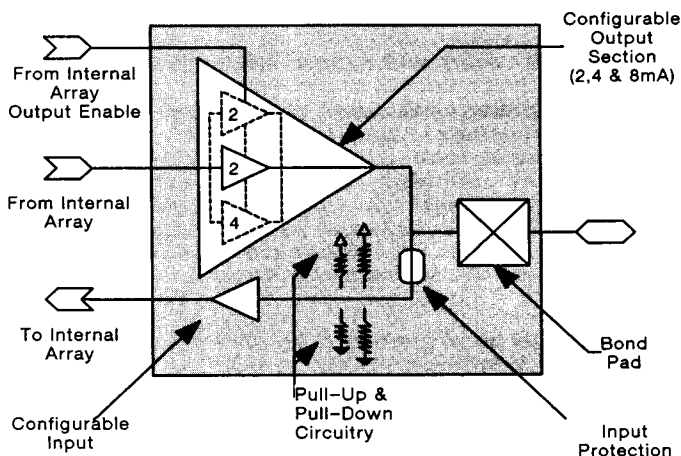 Configurable
Output
Section
(2,4 & 8mA)
From Internal
Array
Output Enable
2
2
4
From Internal
Array
To Internal
Array
Bond
Pad
Configurable
Input
Pull-Up &
Pull-Down
Circuitry
Input
Protection